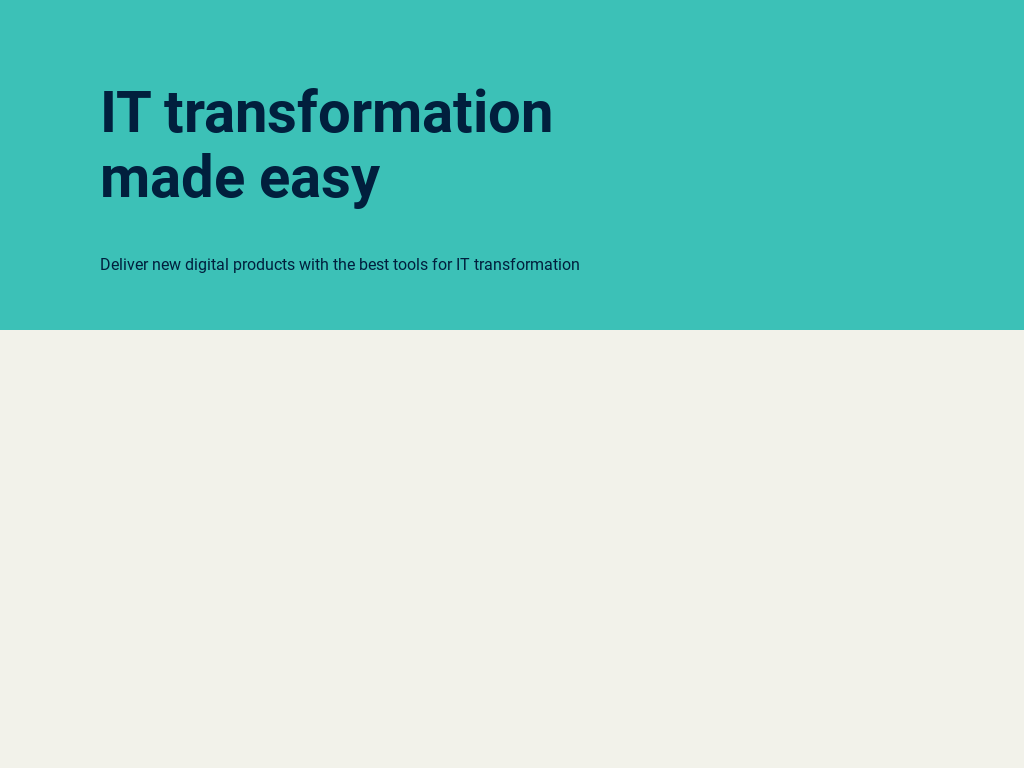 IT transformation
made easy
Deliver new digital products with the best tools for IT transformation